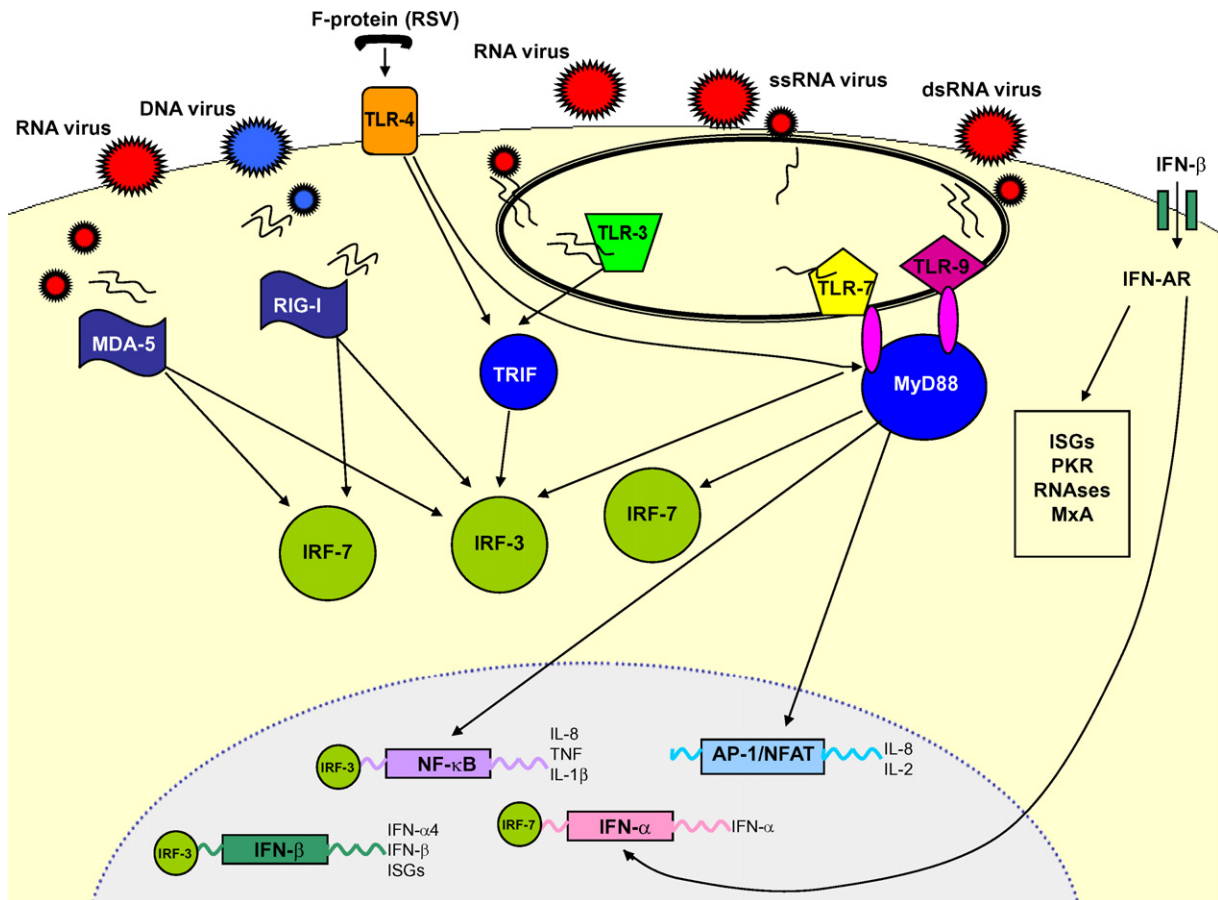 F-protein (RSV)
RNA virus
DNA virus
RNA virus
ssRNA virus
dsRNA virus
TLR-4
IFN-β
TLR-3
TLR-7
TLR-9
IFN-AR
RIG-I
MDA-5
TRIF
MyD88
ISGs
PKR
RNAses
MxA
IRF-7
IRF-3
IRF-7
IRF-3
NF-κB
IL-8
TNF
IL-1β
AP-1/NFAT
IL-8
IL-2
IRF-7
IFN-α
IFN-α
IRF-3
IFN-β
IFN-α4
IFN-β
ISGs